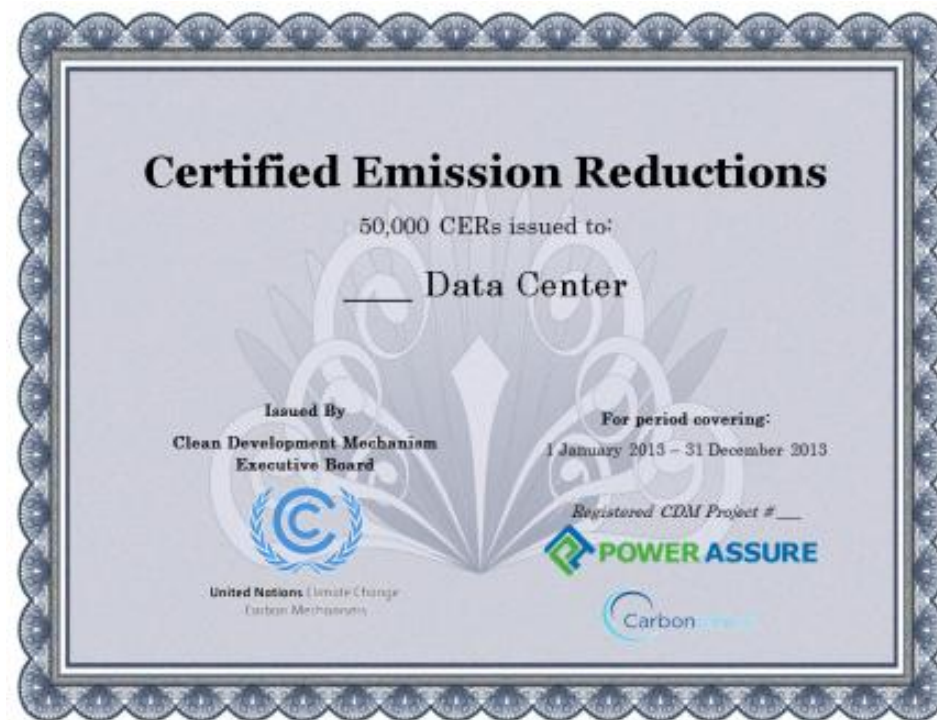 Certified Emission Reductions
50,000 CERs issued to:
____ Data Center
Issued By
Clean Development Mechanism
Executive Board
United Nations Climate Change
Carbon Mechanisms
For period covering:
1 January 2013 – 31 December 2013
Registered CDM Project #___
POWER ASSURE
Carbon